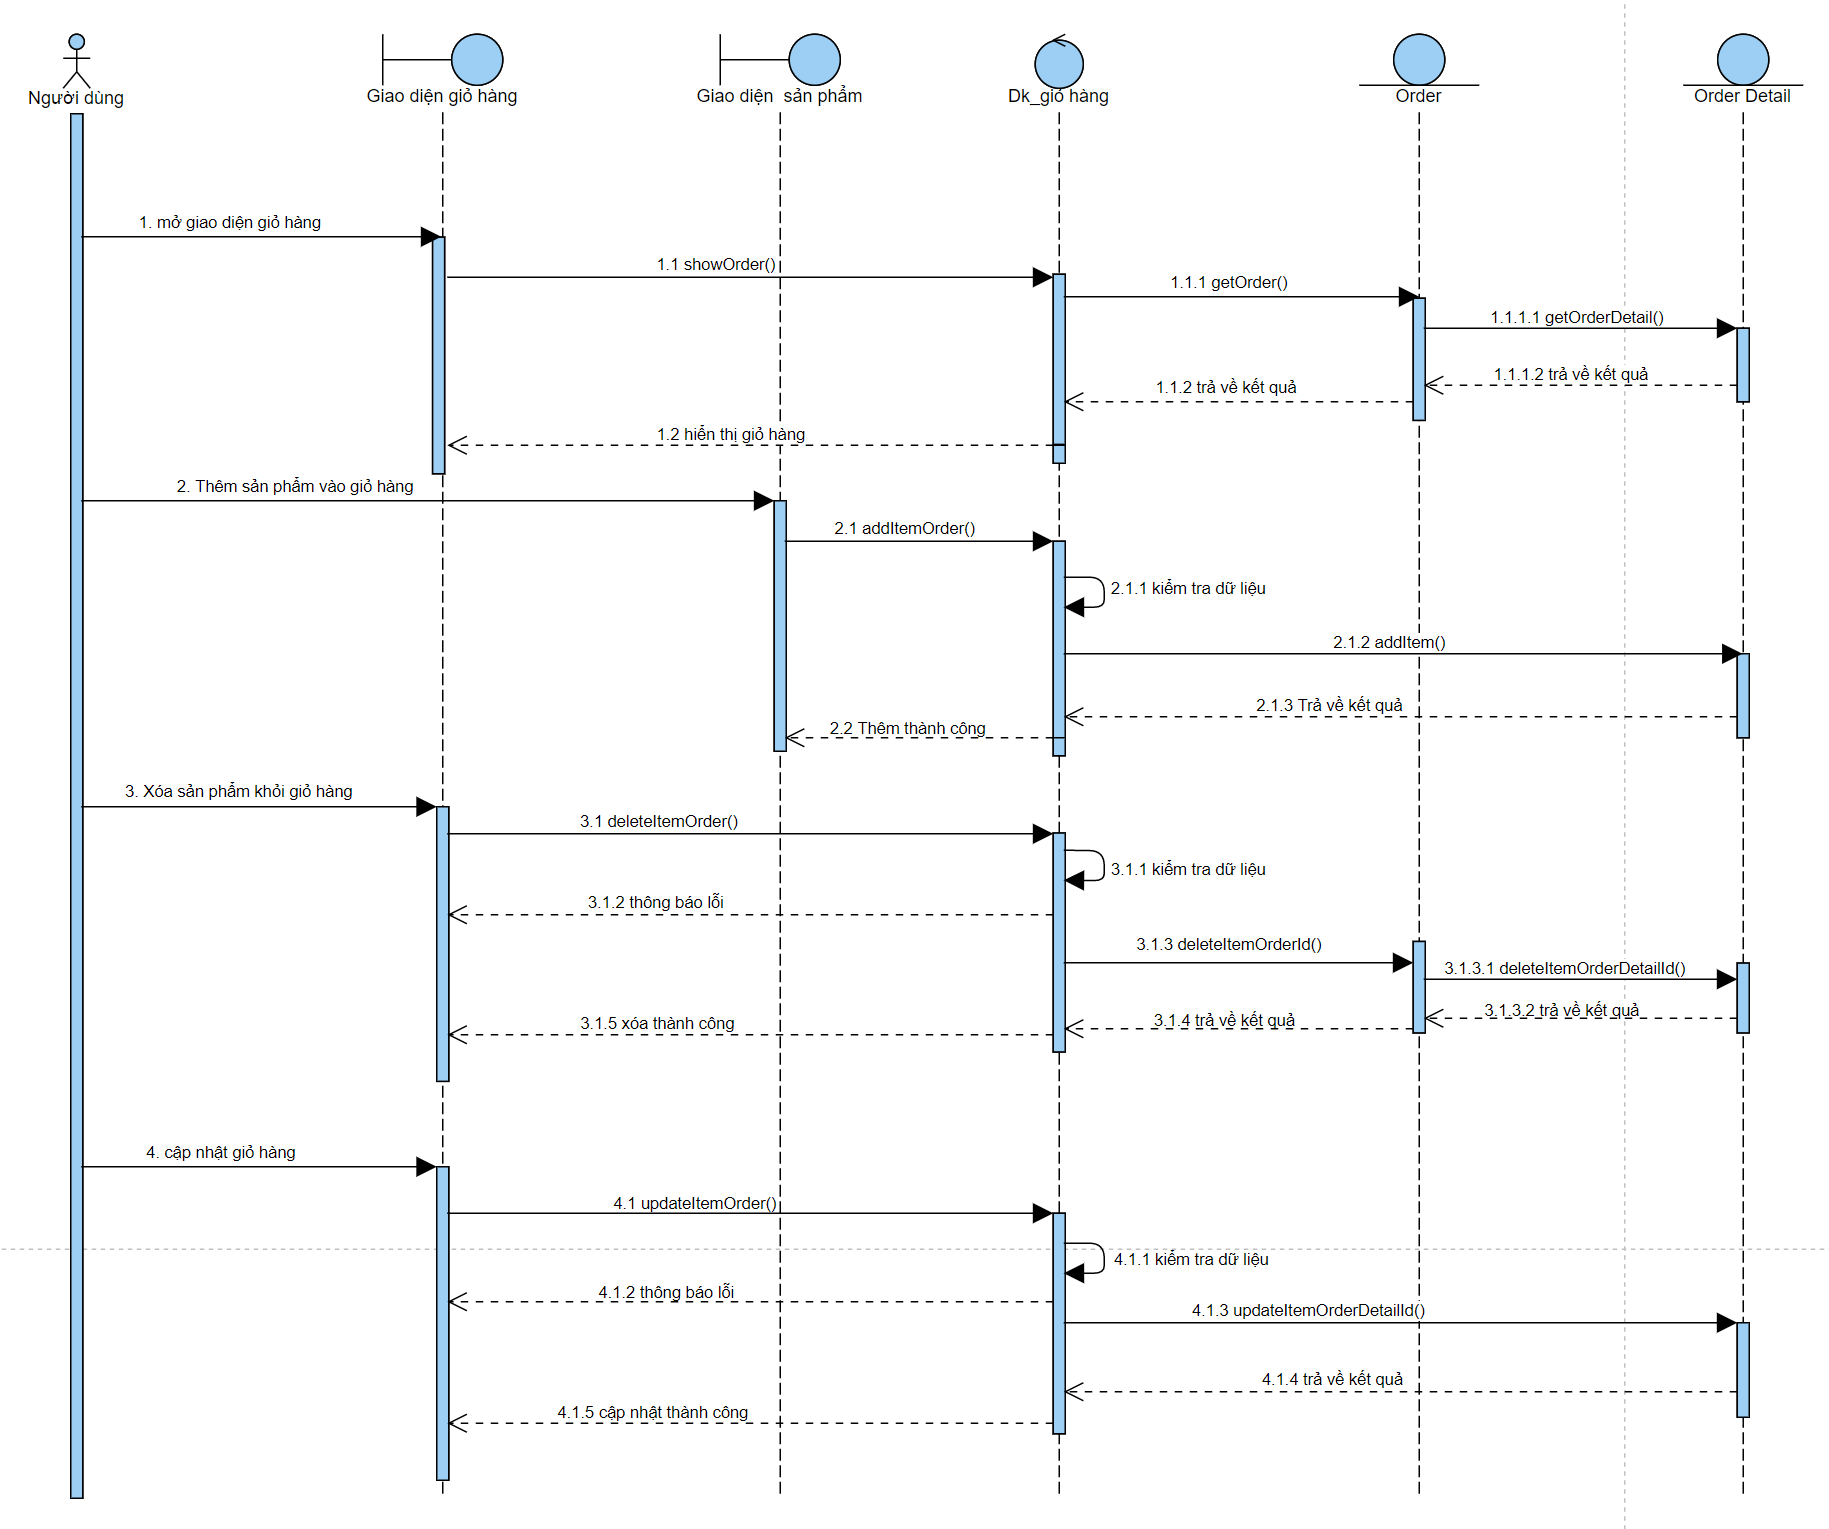 Người dùng
Giao diện giỏ hàng
Giao diện  sản phẩm
Dk_giỏ hàng
Order
Order Detail
1. mở giao diện giỏ hàng
1.1 showOrder()
1.1.1 getOrder()
1.1.1.1 getOrderDetail()
1.1.1.2 trả về kết quả
1.1.2 trả về kết quả
1.2 hiển thị giỏ hàng
2. Thêm sản phẩm vào giỏ hàng
2.1 addItemOrder()
2.1.1 kiểm tra dữ liệu
2.1.2 addItem()
2.1.3 Trả về kết quả
2.2 Thêm thành công
3. Xóa sản phẩm khỏi giỏ hàng
3.1 deleteItemOrder()
3.1.1 kiểm tra dữ liệu
3.1.2 thông báo lỗi
3.1.3 deleteItemOrderId()
3.1.3.1 deleteItemOrderDetailId()
3.1.3.2 trả về kết quả
3.1.4 trả về kết quả
3.1.5 xóa thành công
4. cập nhật giỏ hàng
4.1 updateItemOrder()
4.1.1 kiểm tra dữ liệu
4.1.2 thông báo lỗi
4.1.3 updateItemOrderDetailId()
4.1.4 trả về kết quả
4.1.5 cập nhật thành công